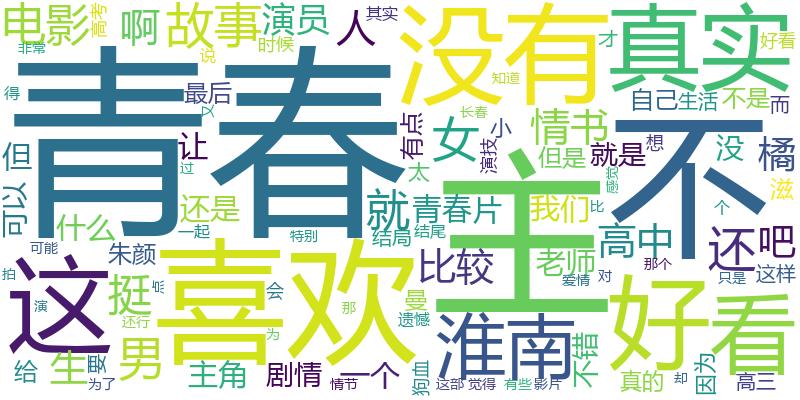 电影
高考
非常
啊
故事
演员
时候
说
人
其实
没有
知道
真实
才
好看
得
青春
最后
又
让
有点
长春
演技
小
女
情书
但是
就是
自己
生活
不是
而
想
没
橘
滋
但
可以
过
太
感觉
不
还是
什么
一起
特别
就
结局
青春片
结尾
主
我们
比
个
高中
还
吧
朱颜
可能
这
挺
点
喜欢
会
比较
老师
爱情
对
那个
只是
这样
拍
演
还行
为
那
曼
遗憾
淮南
好看
不错
给
生
娶
为了
男
主角
剧情
情节
一个
狗血
这部
觉得
有些
影片
真的
却
因为
高三